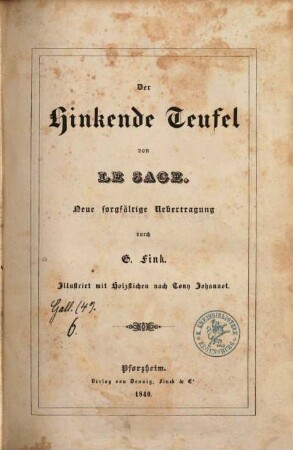 Der
Hinkende Teufel
von
LE SAGE.
Neue sorgfältige Uebertragung
durch
G. Fink.
Illustrirt mit Holzstichen nach Tony Johannot.
Gall. (47.
6.
Pforzheim.
Verlag von Dennig, Finck & Cº
1840.